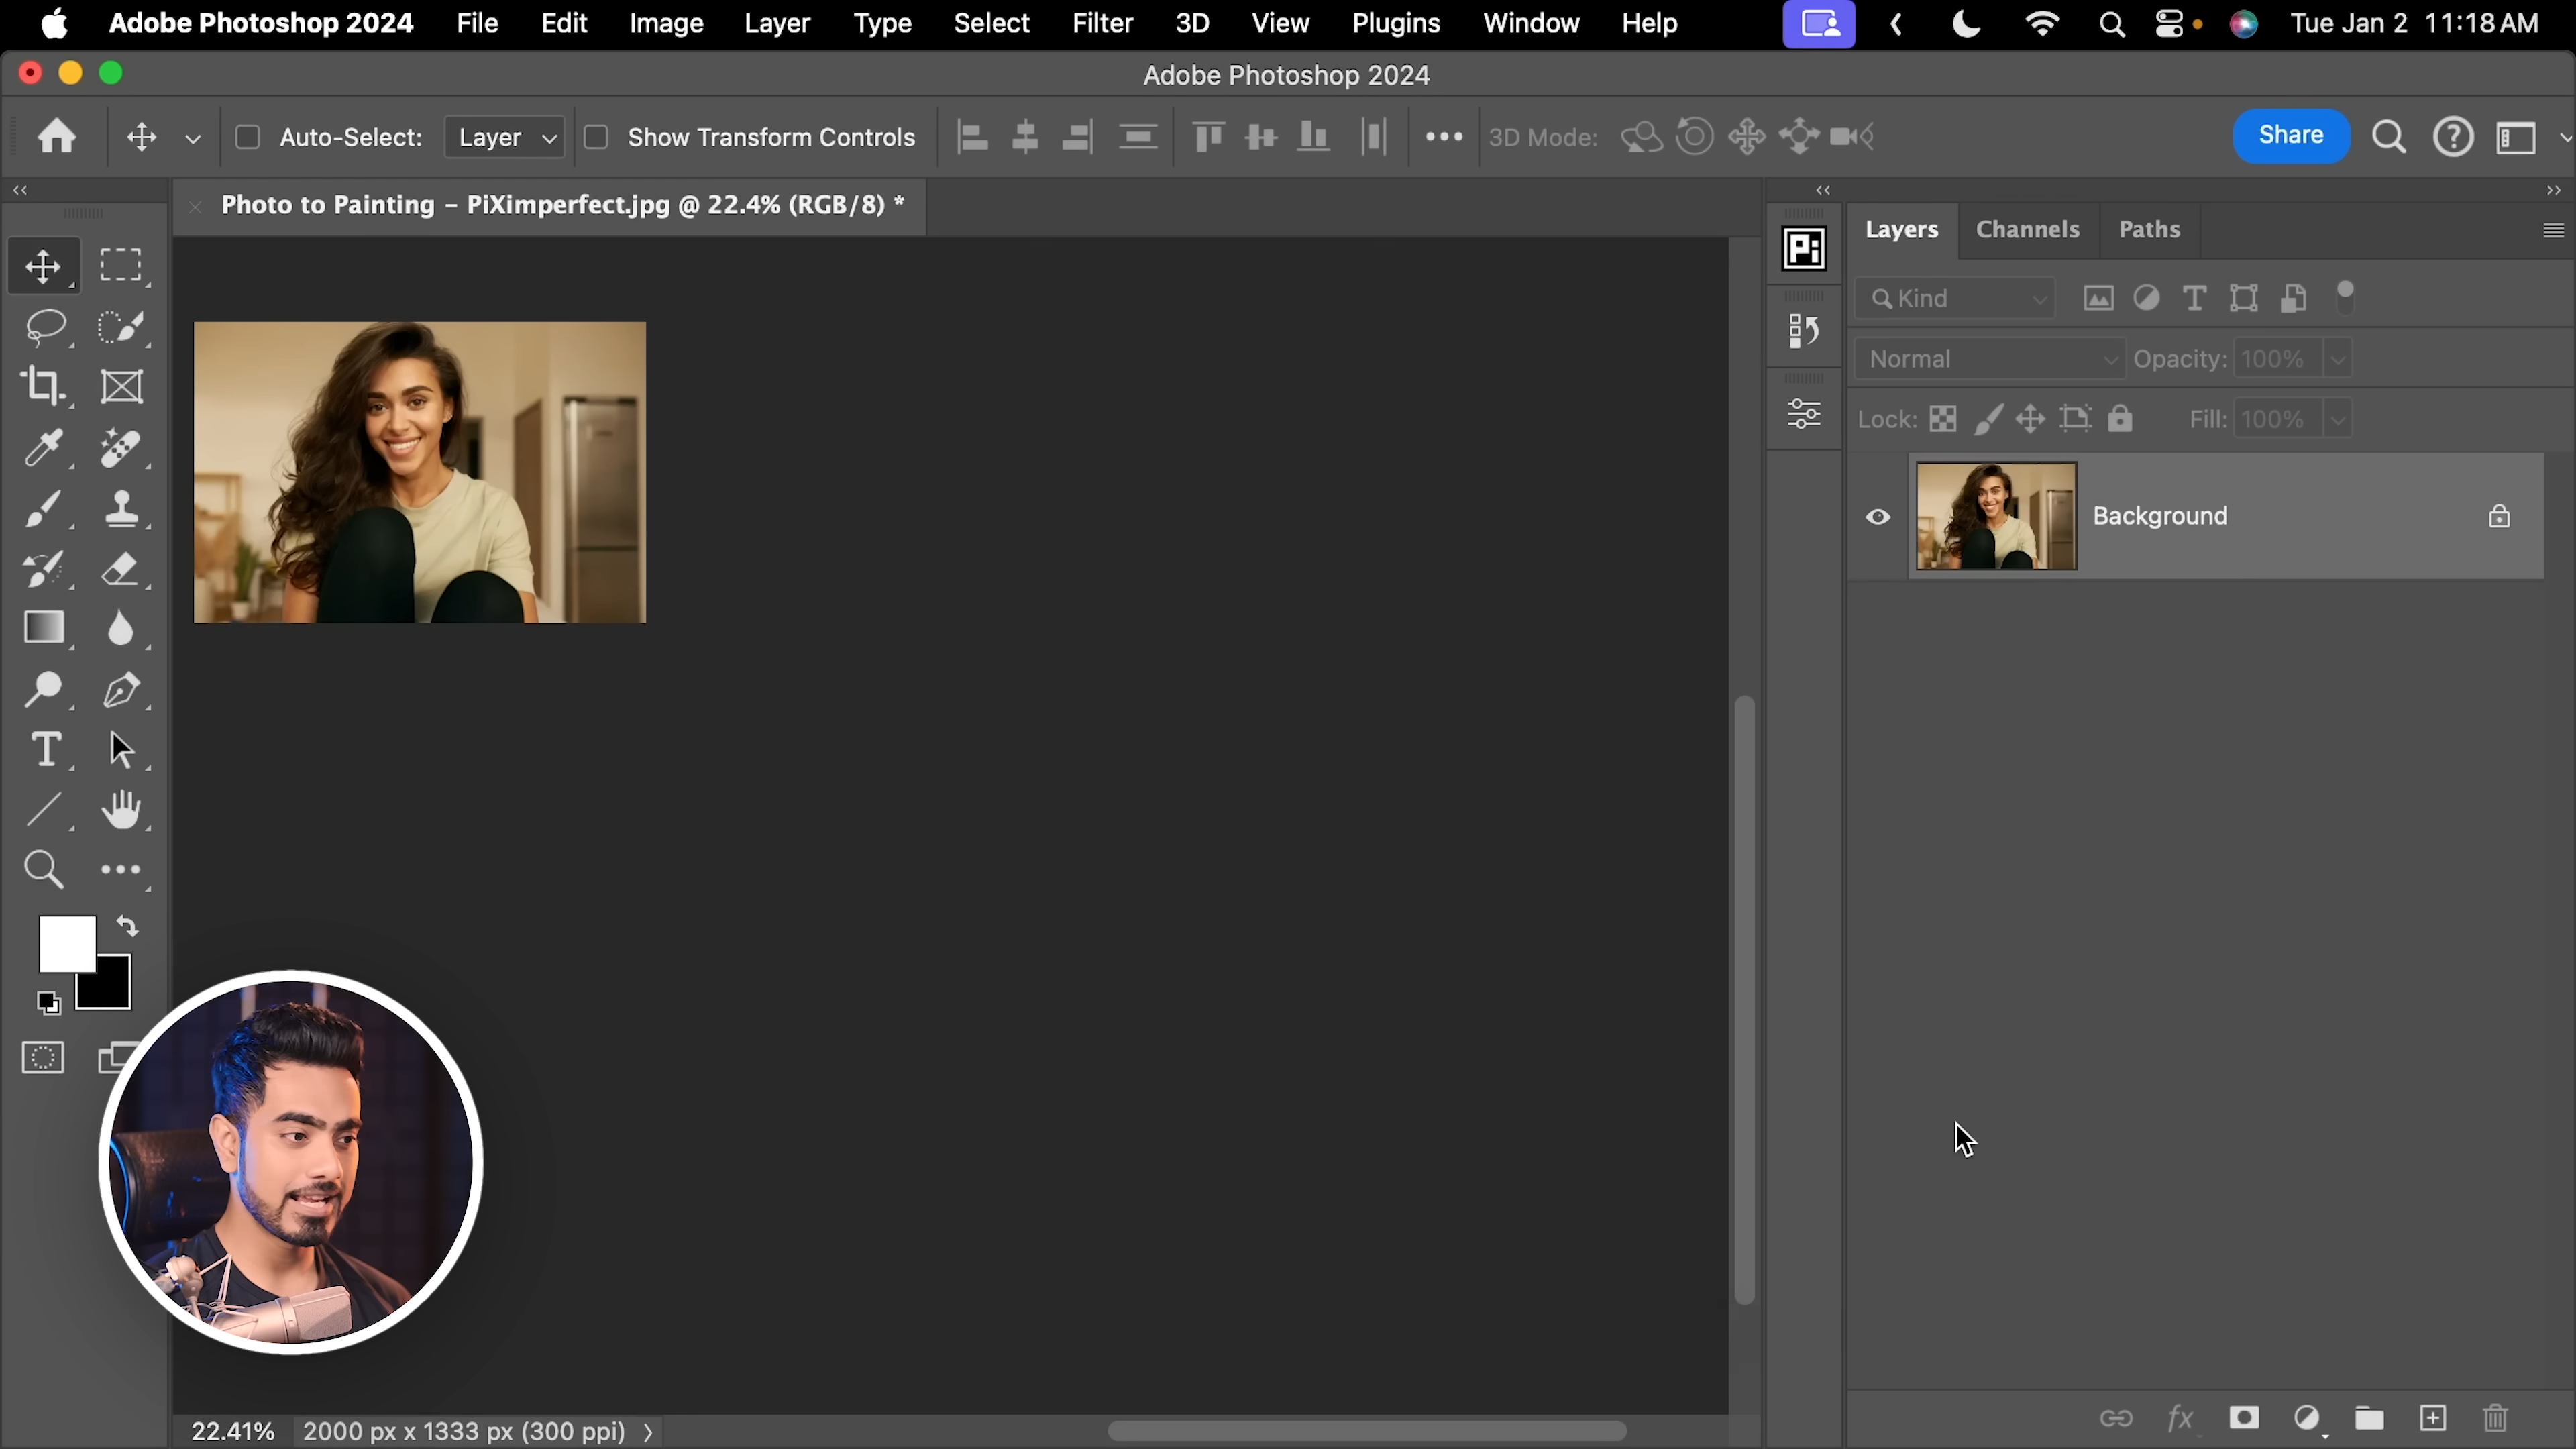 Adobe Photoshop 2024 File Edit Image Layer Type Select Filter 3D View Plugins Window Help Tue Jan 2 11:18 AM
Adobe Photoshop 2024
Auto-Select: Layer Show Transform Controls 3D Mode: Share
Photo to Painting – PiXimperfect.jpg @ 22.4% (RGB/8) *
Pi
Layers Channels Paths
Kind
Normal Opacity: 100%
Lock: Fill: 100%
Background
22.41% 2000 px x 1333 px (300 ppi)